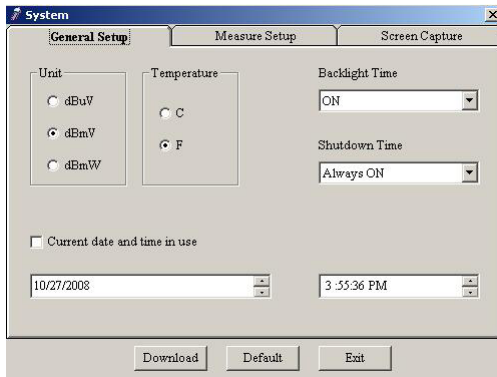 System
General Setup
Measure Setup
Screen Capture
Unit
dBuV
dBmV
dBmW
Temperature
C
F
Backlight Time
ON
Shutdown Time
Always ON
Current date and time in use
10/27/2008
3 :55:36 PM
Download
Default
Exit